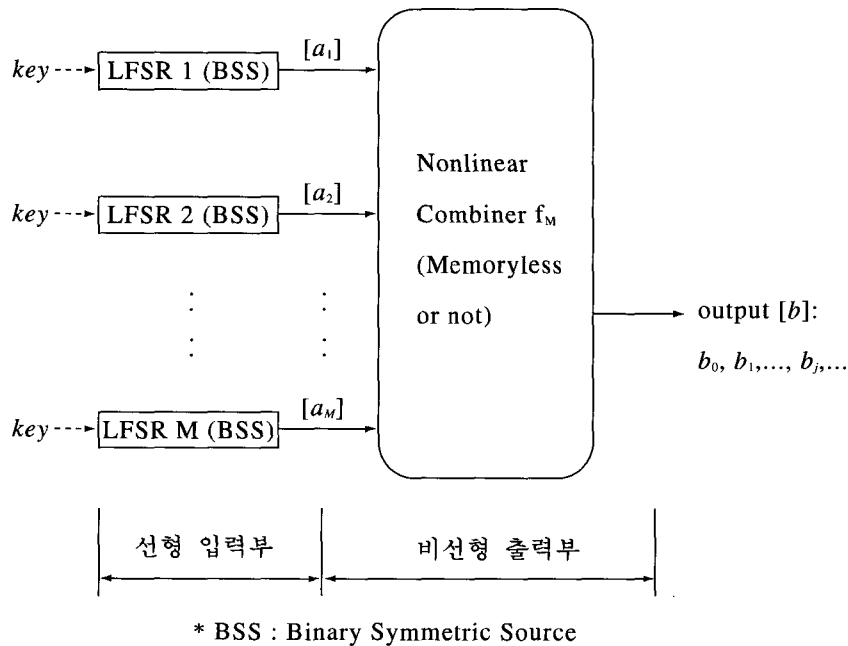 [a₁]
key LFSR 1 (BSS)
[a₂]
key LFSR 2 (BSS)
Nonlinear
Combiner f_M
(Memoryless
or not)
output [b]:
b₀, b₁,..., b_j,...
[a_M]
key LFSR M (BSS)
선형 입력부 비선형 출력부
* BSS : Binary Symmetric Source